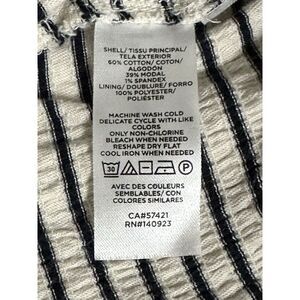 SHELL/ TISSU PRINCIPAL/
TELA EXTERIOR
60% COTTON/ COTON/
ALGODÓN
39% MODAL
1% SPANDEX
LINING/ DOUBLURE/ FORRO
100% POLYESTER/
POLIÉSTER
MACHINE WASH COLD
DELICATE CYCLE WITH LIKE
COLORS
ONLY NON-CHLORINE
BLEACH WHEN NEEDED
RESHAPE DRY FLAT
COOL IRON WHEN NEEDED
30
AVEC DES COULEURS
SEMBLABLES/ CON
COLORES SIMILARES
CA#57421
RN#140923